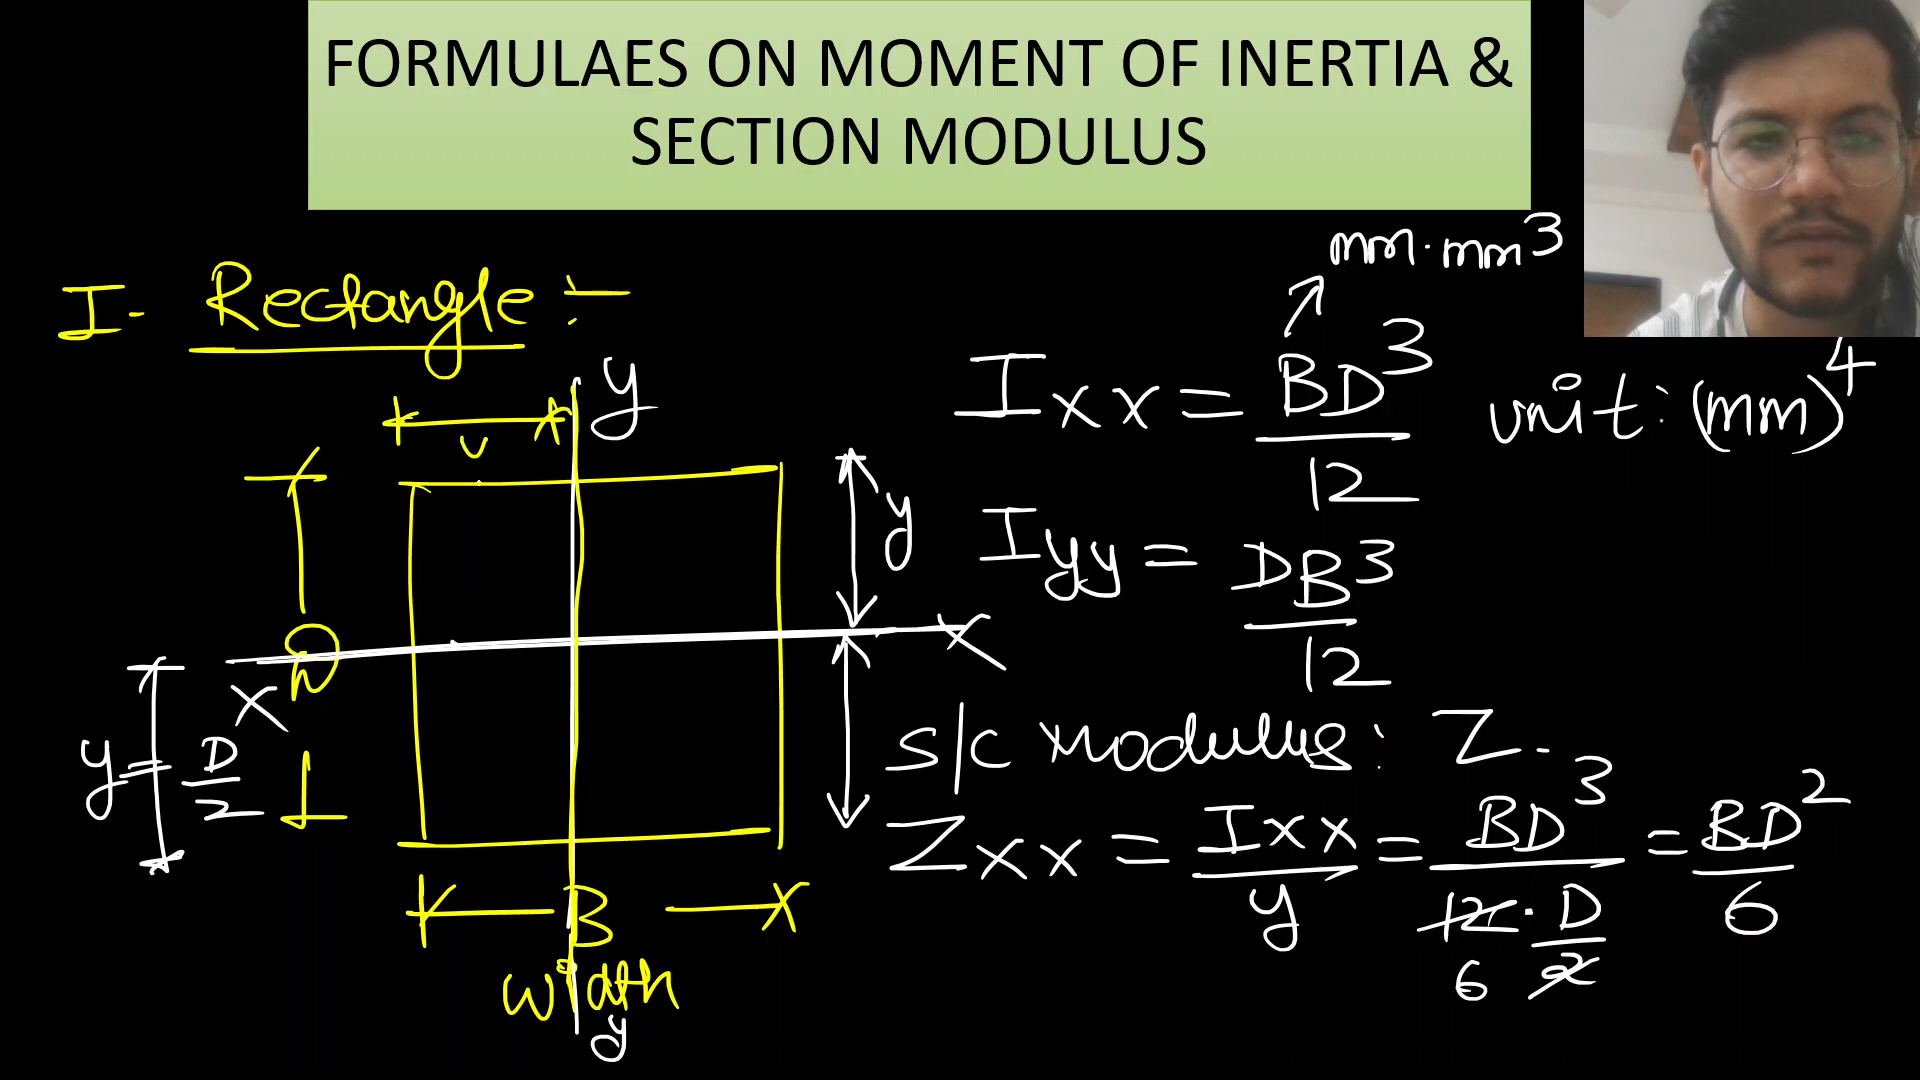 FORMULAES ON MOMENT OF INERTIA &
SECTION MODULUS
I- Rectangle :-
y
D
X
X
y = D/2
B
width
y
y
mm.mm³
Ixx = BD³/12 unit: (mm)⁴
Iyy = DB³/12
s/c modulus: Z-
Zxx = Ixx/y = BD³/12.D/2 = BD²/6
6